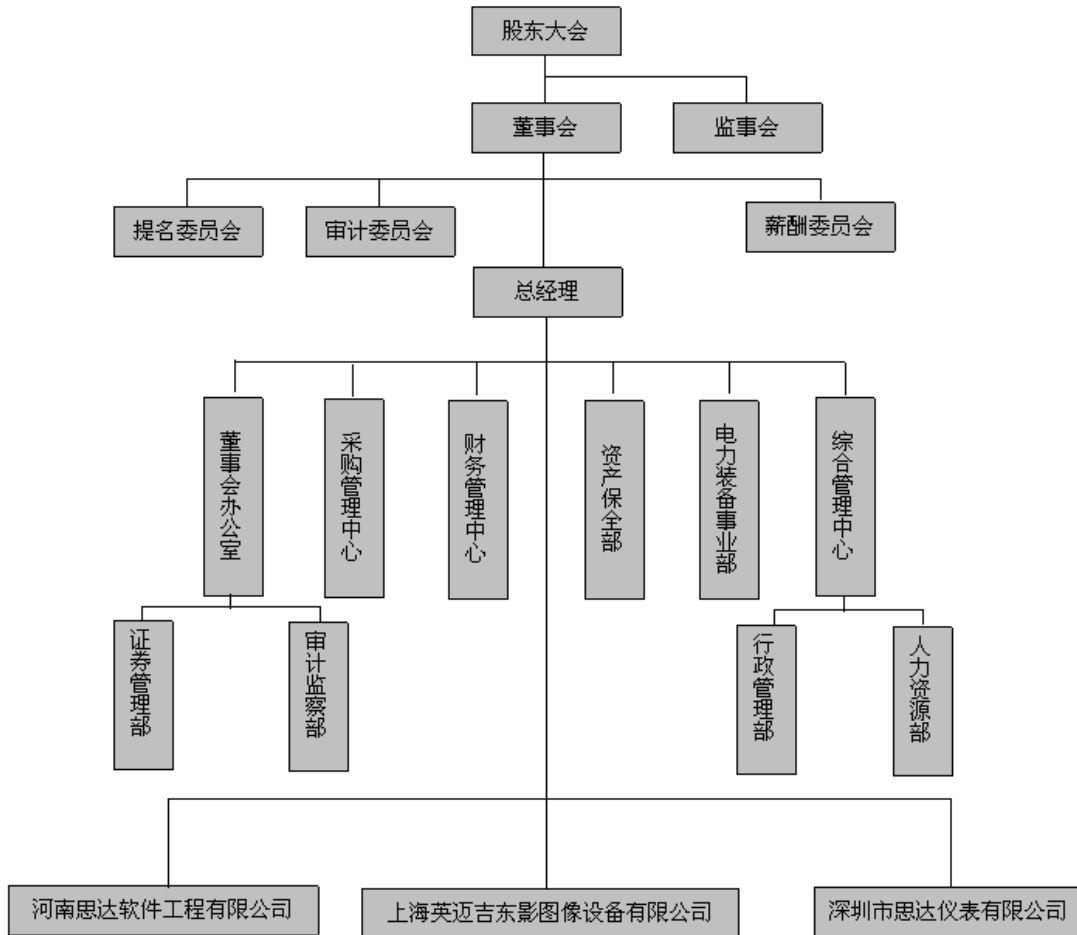 股东大会
董事会
监事会
提名委员会
审计委员会
薪酬委员会
总经理
董事会办公室
采购管理中心
财务管理中心
资产保全部
电力装备事业部
综合管理中心
证券管理部
审计监察部
行政管理部
人力资源部
河南思达软件工程有限公司
上海英迈吉东影图像设备有限公司
深圳市思达仪表有限公司